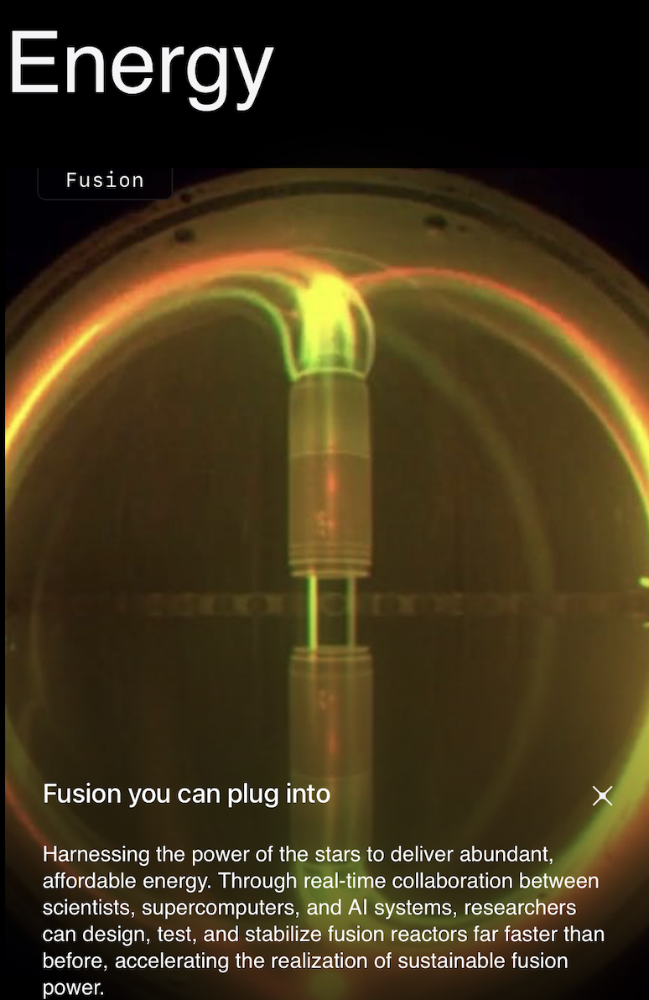 Energy
Fusion
Fusion you can plug into
Harnessing the power of the stars to deliver abundant,
affordable energy. Through real-time collaboration between
scientists, supercomputers, and AI systems, researchers
can design, test, and stabilize fusion reactors far faster than
before, accelerating the realization of sustainable fusion
power.